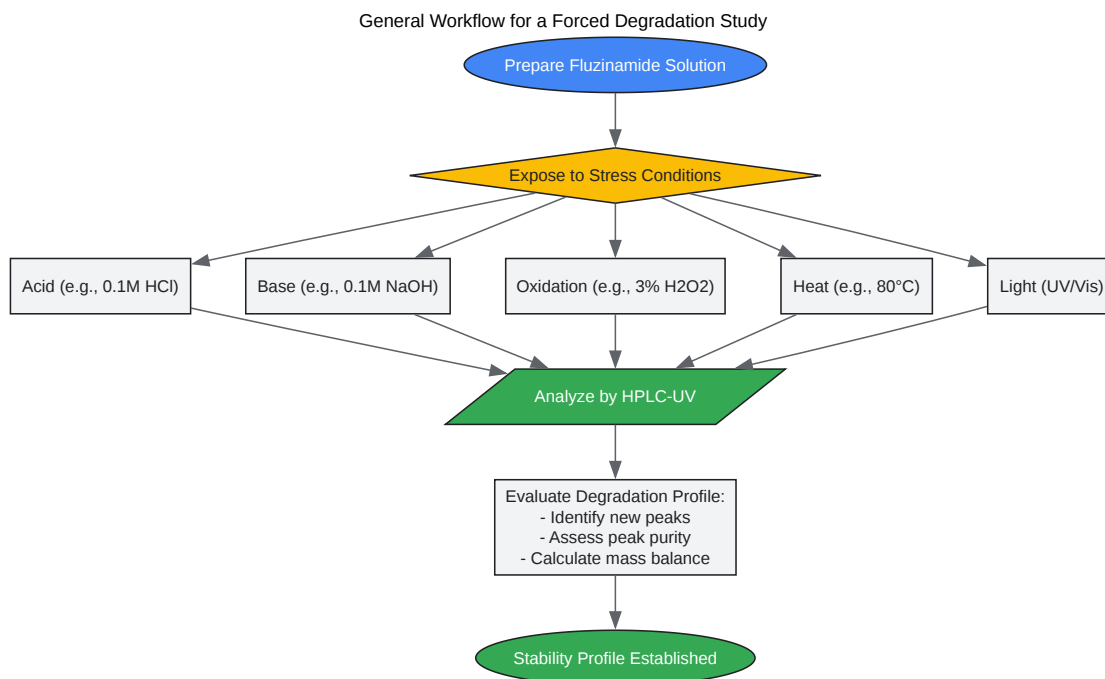 General Workflow for a Forced Degradation Study
Prepare Fluzinamide Solution
Expose to Stress Conditions
Acid (e.g., 0.1M HCl)
Base (e.g., 0.1M NaOH)
Oxidation (e.g., 3% H2O2)
Heat (e.g., 80°C)
Light (UV/Vis)
Analyze by HPLC-UV
Evaluate Degradation Profile:
- Identify new peaks
- Assess peak purity
- Calculate mass balance
Stability Profile Established